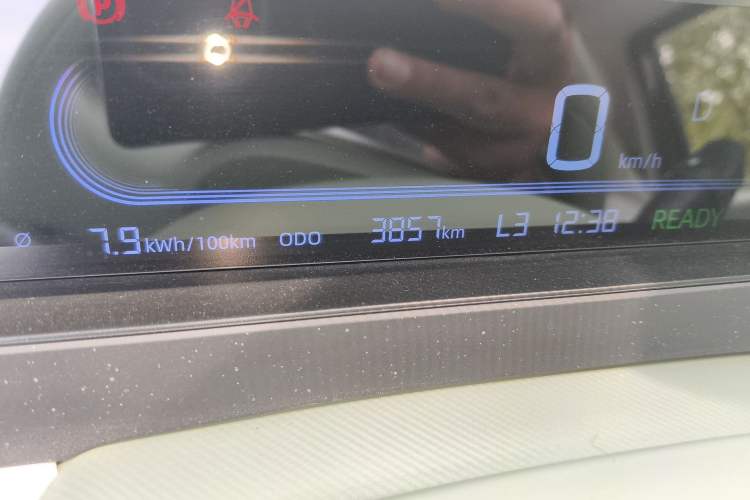 P
0 km/h D
Ø 7.9 kWh/100km ODO 3857 km L3 12:38 READY